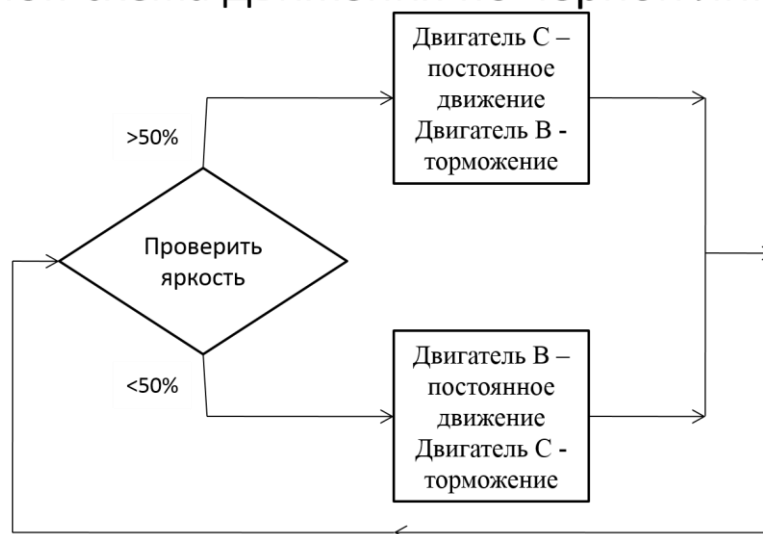 Двигатель С –
постоянное
движение
Двигатель В -
торможение
>50%
Проверить
яркость
<50%
Двигатель В –
постоянное
движение
Двигатель С -
торможение